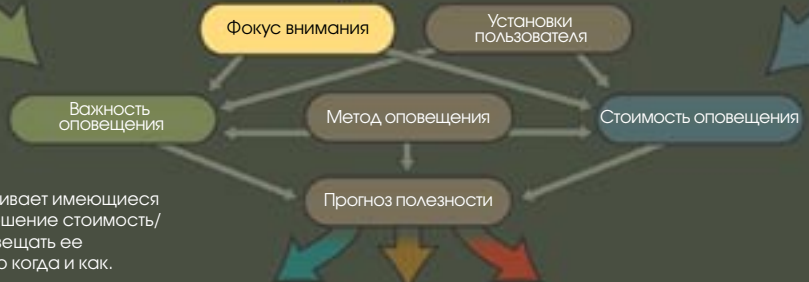 Фокус внимания
Установки
пользователя
Важность
оповещения
Метод оповещения
Стоимость оповещения
Прогноз полезности
ивает имеющиеся
шение стоимость/
вещать ее
о когда и как.